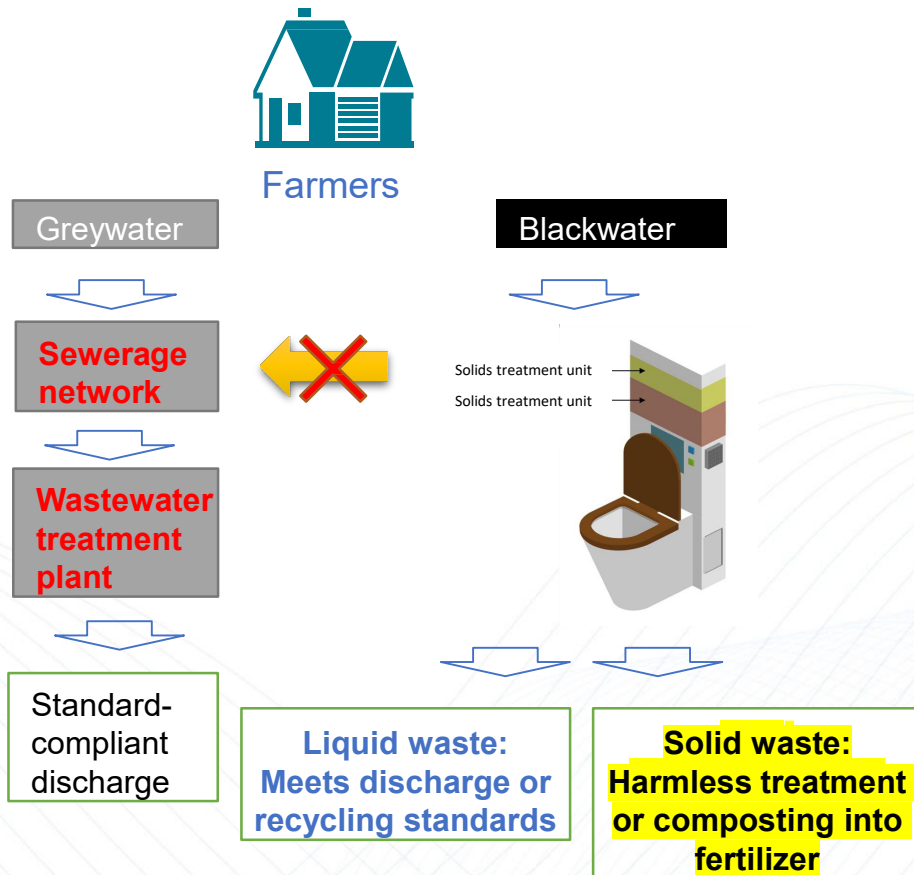 Farmers
Greywater
Blackwater
Sewerage
network
Solids treatment unit
Solids treatment unit
Wastewater
treatment
plant
Standard-
compliant
discharge
Liquid waste:
Meets discharge or
recycling standards
Solid waste:
Harmless treatment
or composting into
fertilizer